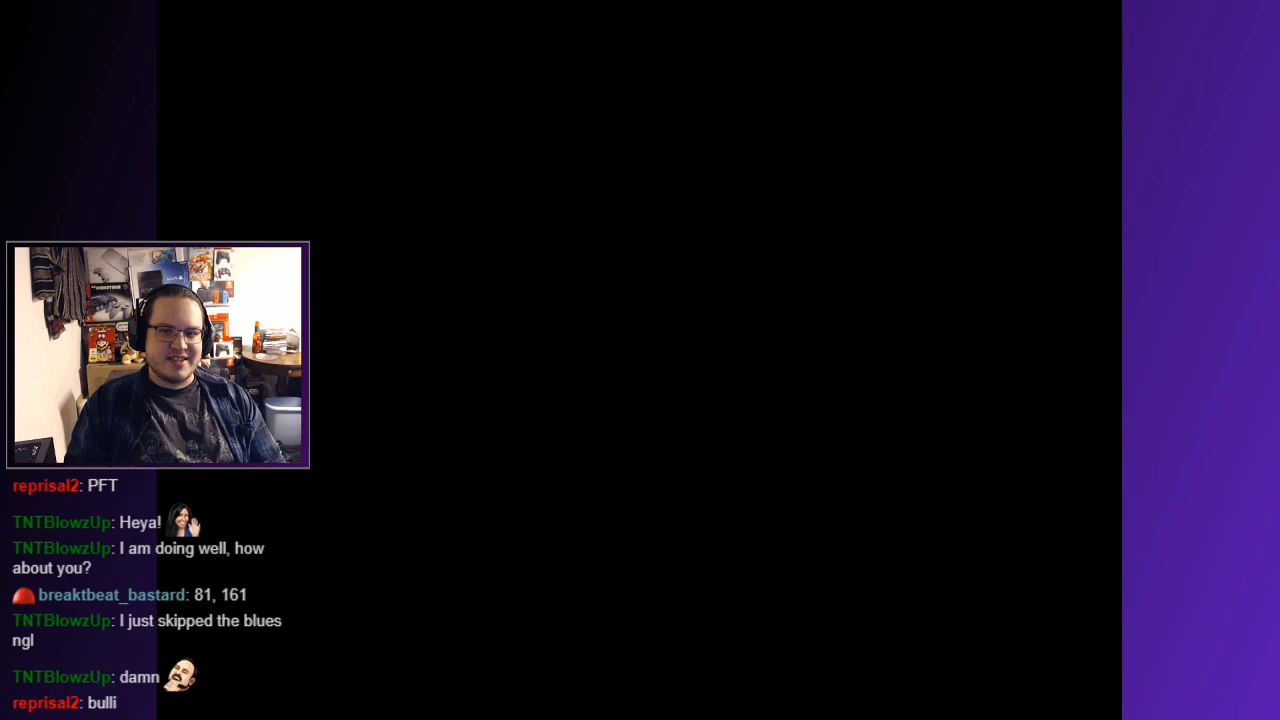 reprisal2: PFT
TNTBlowzUp: Heya!
TNTBlowzUp: I am doing well, how
about you?
breaktbeat_bastard: 81, 161
TNTBlowzUp: I just skipped the blues
ngl
TNTBlowzUp: damn
reprisal2: bulli